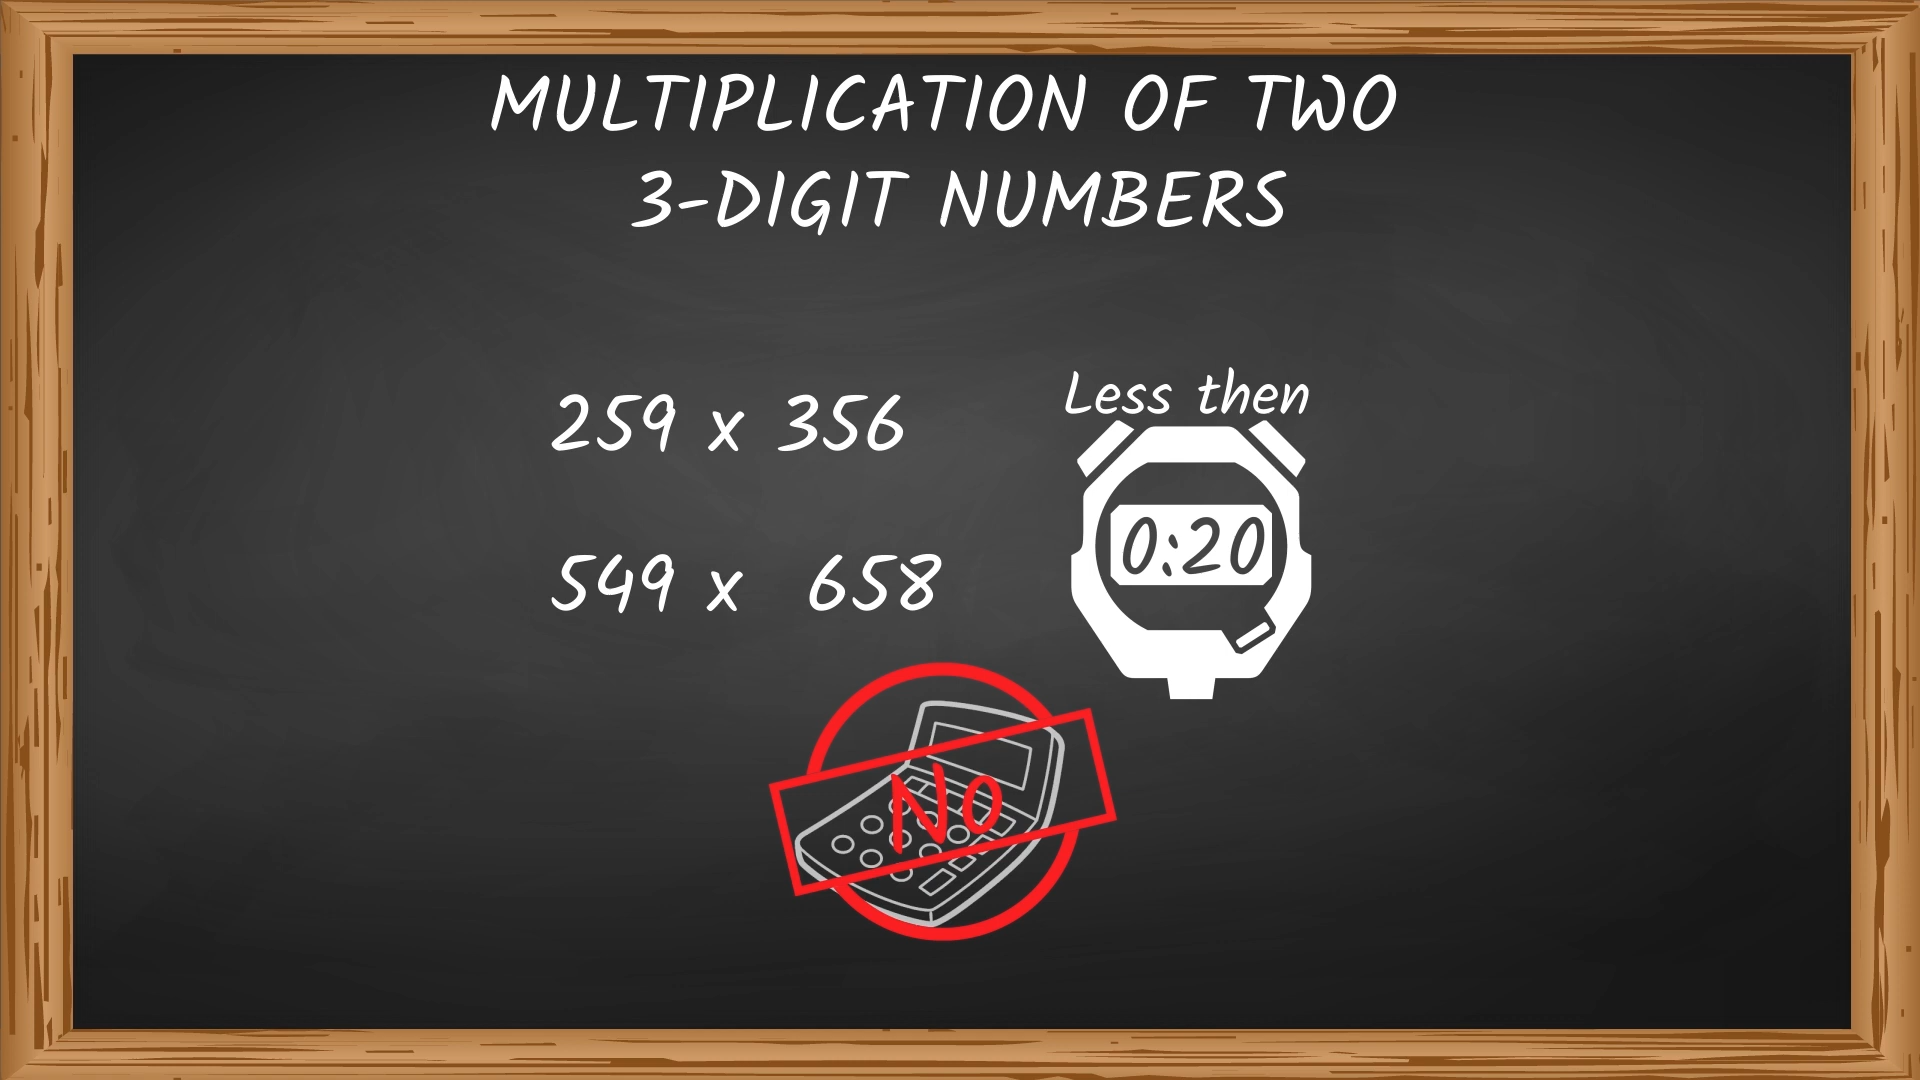 MULTIPLICATION OF TWO
3-DIGIT NUMBERS
259 x 356
Less then
0:20
549 x 658
No